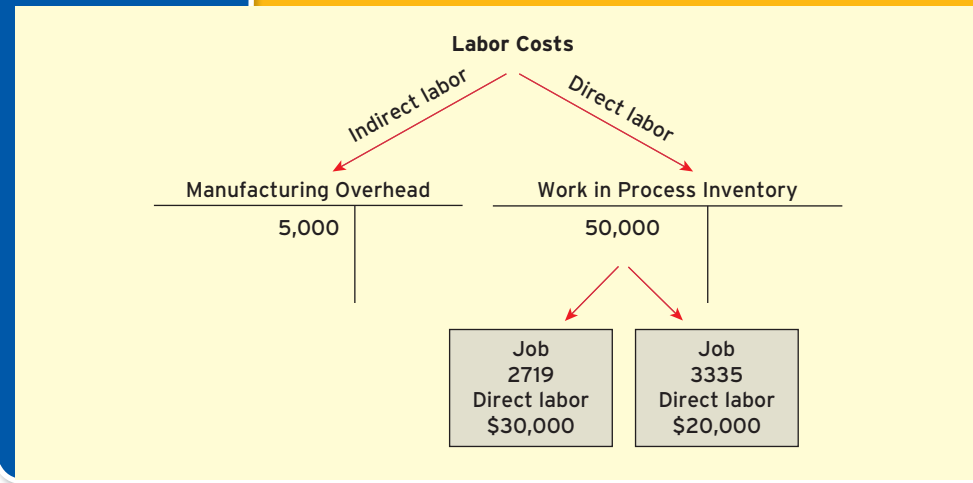 Labor Costs
Indirect labor
Direct labor
Manufacturing Overhead
Work in Process Inventory
5,000
50,000
Job
2719
Direct labor
$30,000
Job
3335
Direct labor
$20,000